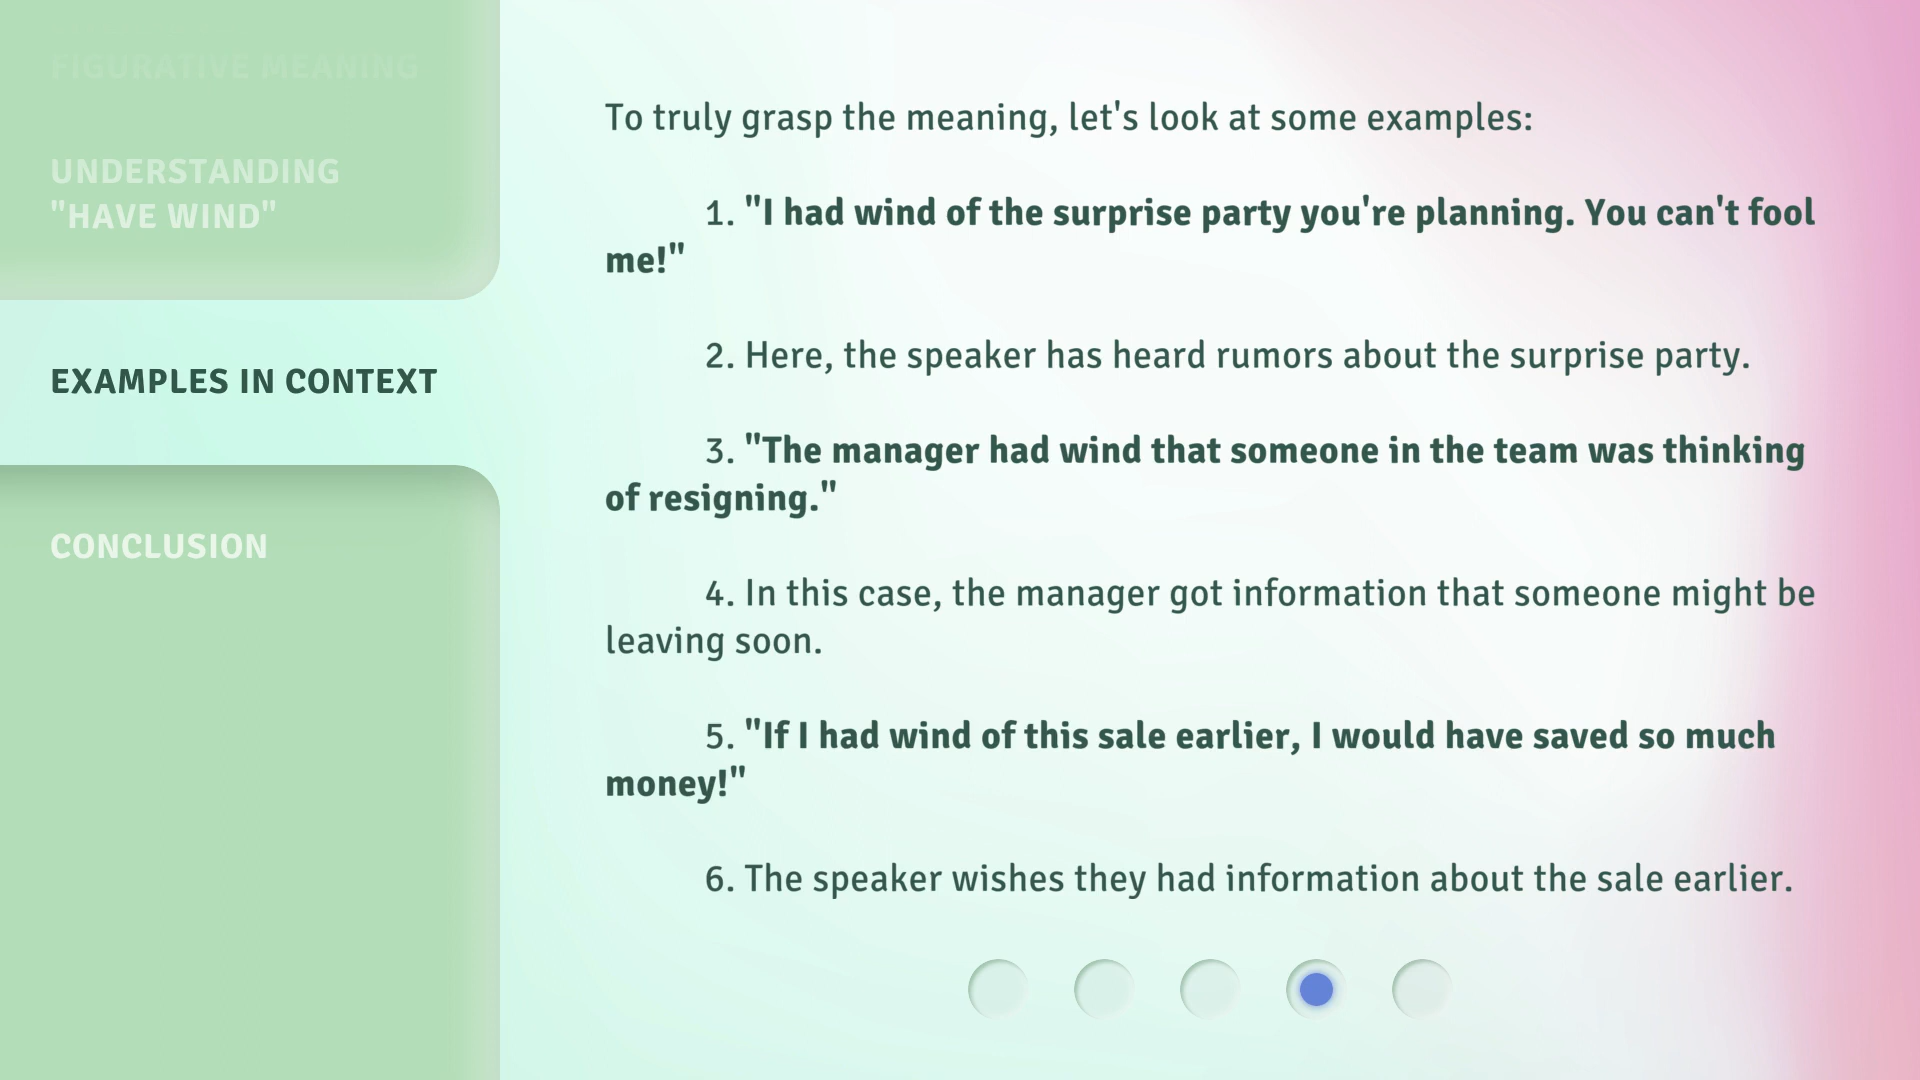 FIGURATIVE MEANING
UNDERSTANDING
"HAVE WIND"
EXAMPLES IN CONTEXT
CONCLUSION
To truly grasp the meaning, let's look at some examples:
1. "I had wind of the surprise party you're planning. You can't fool
me!"
2. Here, the speaker has heard rumors about the surprise party.
3. "The manager had wind that someone in the team was thinking
of resigning."
4. In this case, the manager got information that someone might be
leaving soon.
5. "If I had wind of this sale earlier, I would have saved so much
money!"
6. The speaker wishes they had information about the sale earlier.